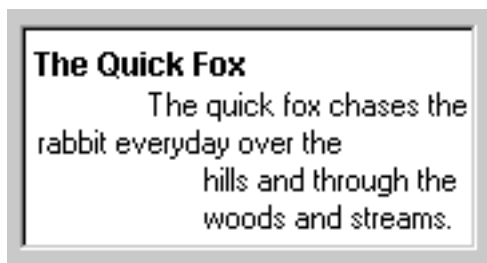 The Quick Fox
The quick fox chases the
rabbit everyday over the
hills and through the
woods and streams.